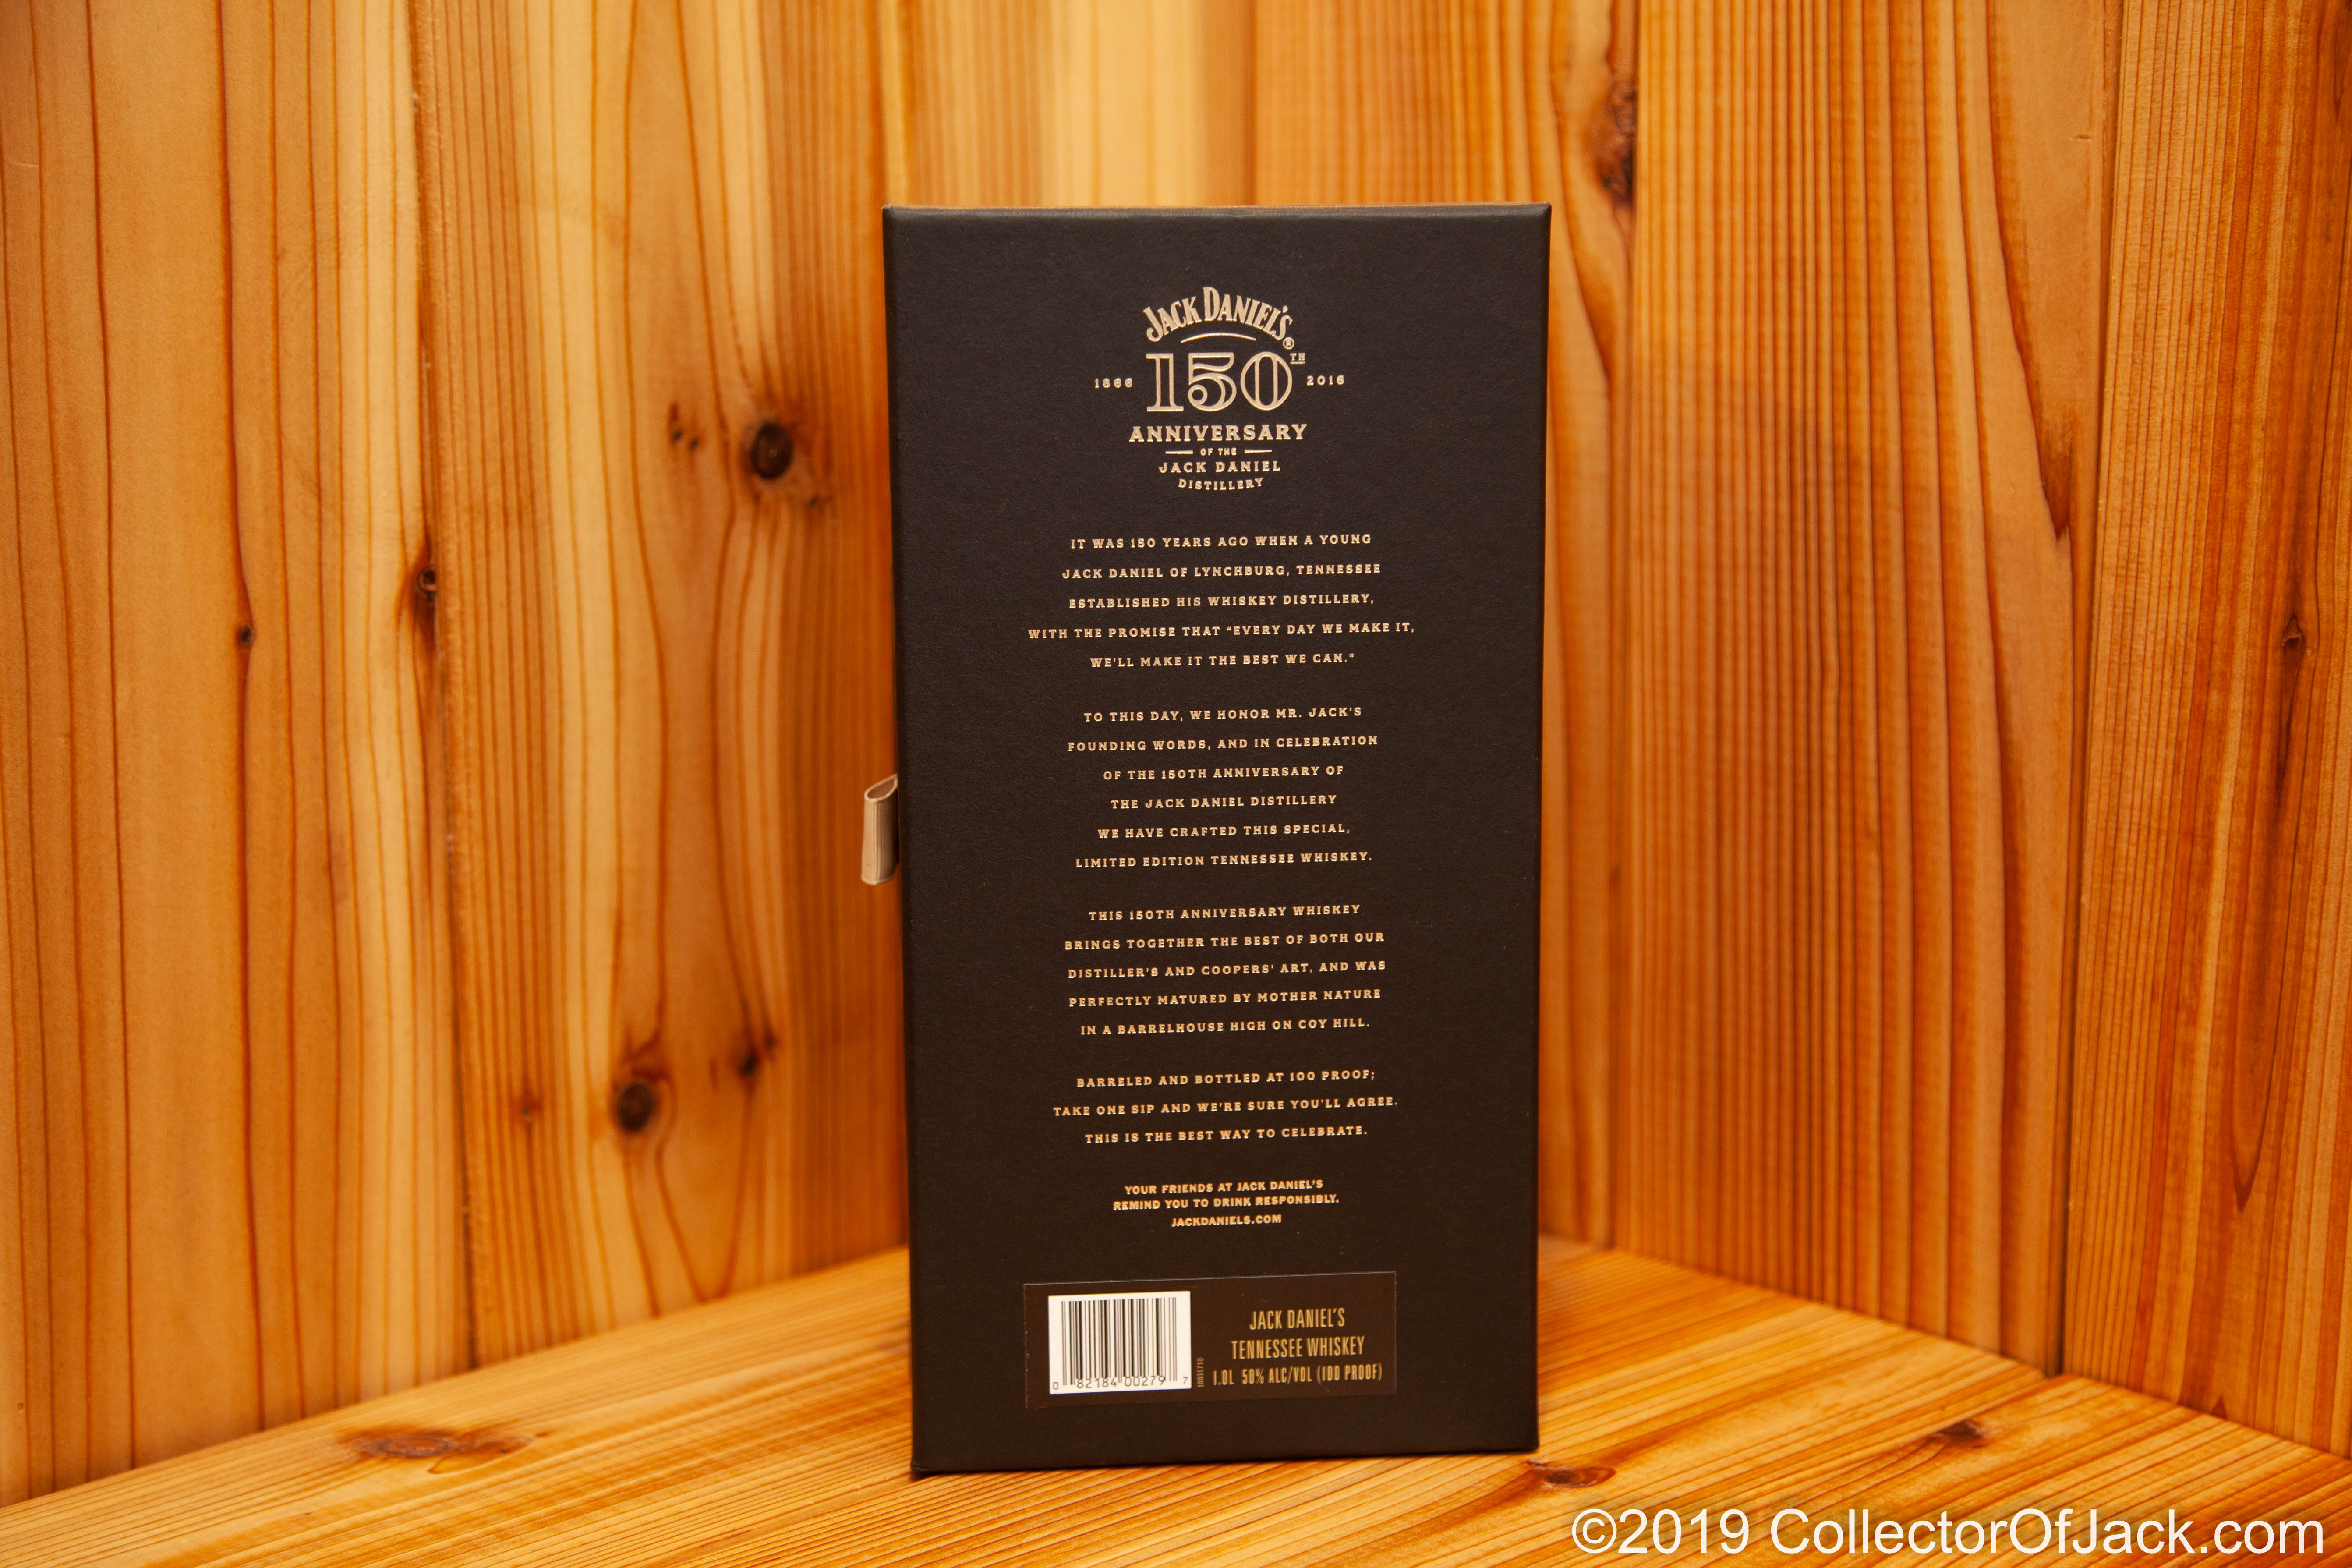 JACK DANIEL'S®
1866 150TH 2016
ANNIVERSARY
OF THE
JACK DANIEL
DISTILLERY
IT WAS 150 YEARS AGO WHEN A YOUNG
JACK DANIEL OF LYNCHBURG, TENNESSEE
ESTABLISHED HIS WHISKEY DISTILLERY,
WITH THE PROMISE THAT "EVERY DAY WE MAKE IT,
WE'LL MAKE IT THE BEST WE CAN."
TO THIS DAY, WE HONOR MR. JACK'S
FOUNDING WORDS, AND IN CELEBRATION
OF THE 150TH ANNIVERSARY OF
THE JACK DANIEL DISTILLERY
WE HAVE CRAFTED THIS SPECIAL,
LIMITED EDITION TENNESSEE WHISKEY.
THIS 150TH ANNIVERSARY WHISKEY
BRINGS TOGETHER THE BEST OF BOTH OUR
DISTILLER'S AND COOPERS' ART, AND WAS
PERFECTLY MATURED BY MOTHER NATURE
IN A BARRELHOUSE HIGH ON COY HILL.
BARRELED AND BOTTLED AT 100 PROOF;
TAKE ONE SIP AND WE'RE SURE YOU'LL AGREE.
THIS IS THE BEST WAY TO CELEBRATE.
YOUR FRIENDS AT JACK DANIEL'S
REMIND YOU TO DRINK RESPONSIBLY.
JACKDANIELS.COM
0 82184 00279 7
JACK DANIEL'S
TENNESSEE WHISKEY
1.0L 50% ALC/VOL (100 PROOF)
©2019 CollectorOfJack.com